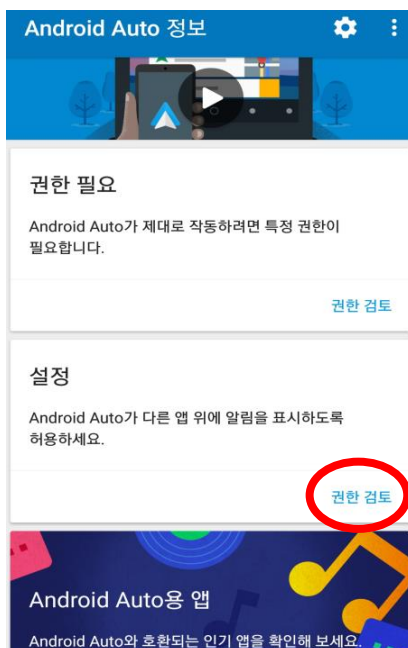 Android Auto 정보
권한 필요
Android Auto가 제대로 작동하려면 특정 권한이
필요합니다.
권한 검토
설정
Android Auto가 다른 앱 위에 알림을 표시하도록
허용하세요.
권한 검토
Android Auto용 앱
Android Auto와 호환되는 인기 앱을 확인해 보세요.